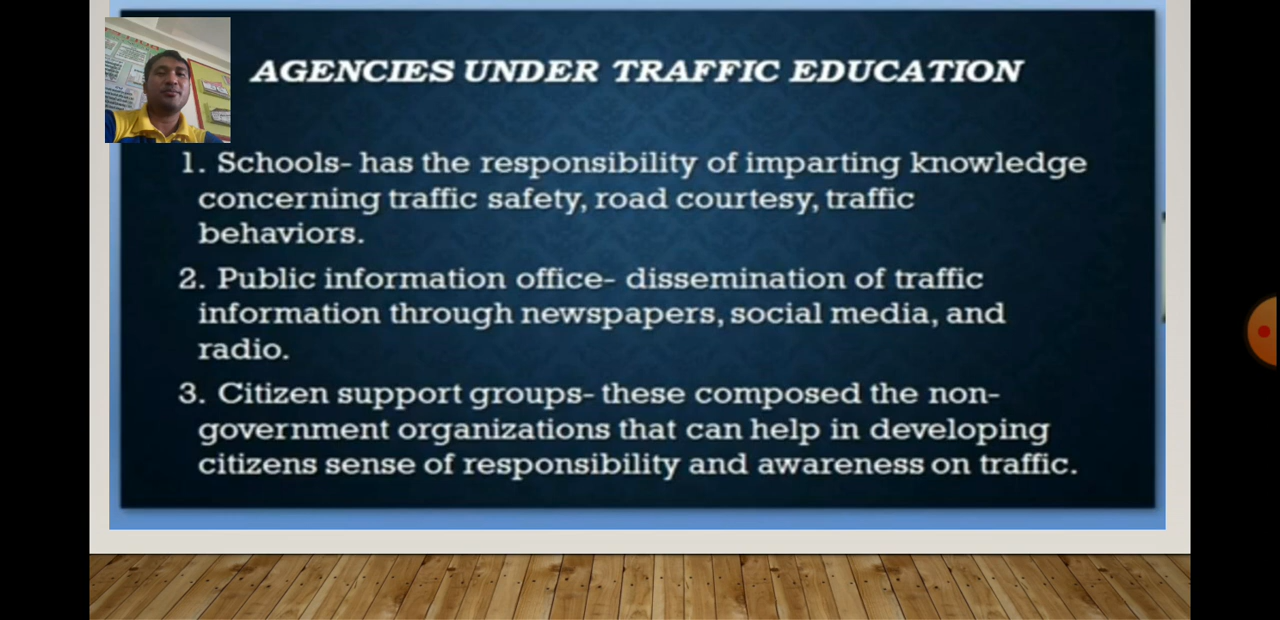 AGENCIES UNDER TRAFFIC EDUCATION
1. Schools- has the responsibility of imparting knowledge
concerning traffic safety, road courtesy, traffic
behaviors.
2. Public information office- dissemination of traffic
information through newspapers, social media, and
radio.
3. Citizen support groups- these composed the non-
government organizations that can help in developing
citizens sense of responsibility and awareness on traffic.